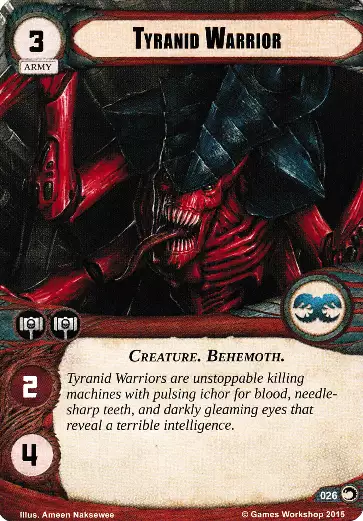 3
ARMY
TYRANID WARRIOR
CREATURE. BEHEMOTH.
2
Tyranid Warriors are unstoppable killing
machines with pulsing ichor for blood, needle-
sharp teeth, and darkly gleaming eyes that
reveal a terrible intelligence.
4
026
Illus. Ameen Naksewee
© Games Workshop 2015